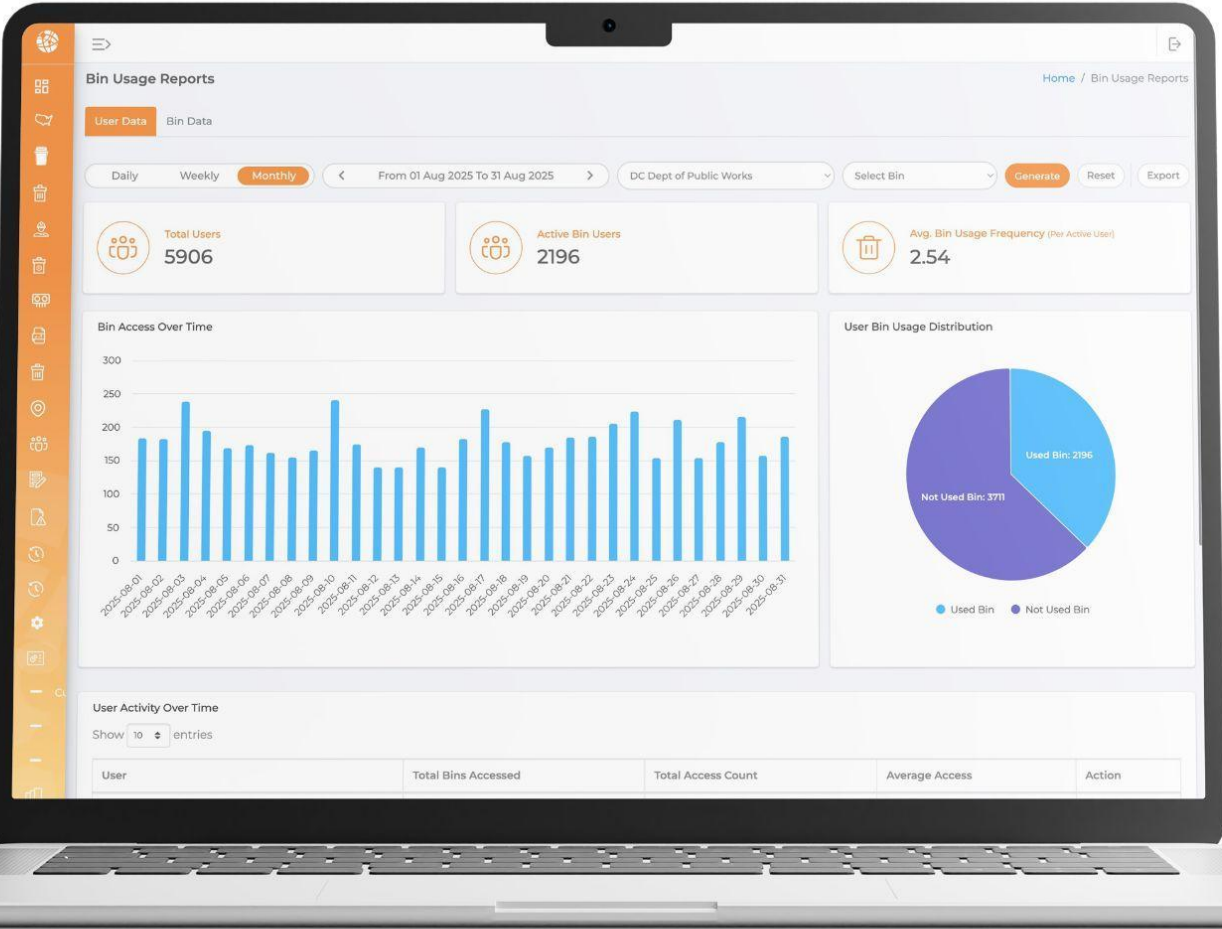 Bin Usage Reports
Home / Bin Usage Reports
User Data Bin Data
Daily Weekly Monthly From 01 Aug 2025 To 31 Aug 2025 DC Dept of Public Works Select Bin Generate Reset Export
Total Users
5906
Active Bin Users
2196
Avg. Bin Usage Frequency (Per Active User)
2.54
Bin Access Over Time
300
250
200
150
100
50
0
2025-08-01
2025-08-02
2025-08-03
2025-08-04
2025-08-05
2025-08-06
2025-08-07
2025-08-08
2025-08-09
2025-08-10
2025-08-11
2025-08-12
2025-08-13
2025-08-14
2025-08-15
2025-08-16
2025-08-17
2025-08-18
2025-08-19
2025-08-20
2025-08-21
2025-08-22
2025-08-23
2025-08-24
2025-08-25
2025-08-26
2025-08-27
2025-08-28
2025-08-29
2025-08-30
2025-08-31
User Bin Usage Distribution
Used Bin: 2196
Not Used Bin: 3711
Used Bin Not Used Bin
User Activity Over Time
Show 10 entries
User Total Bins Accessed Total Access Count Average Access Action